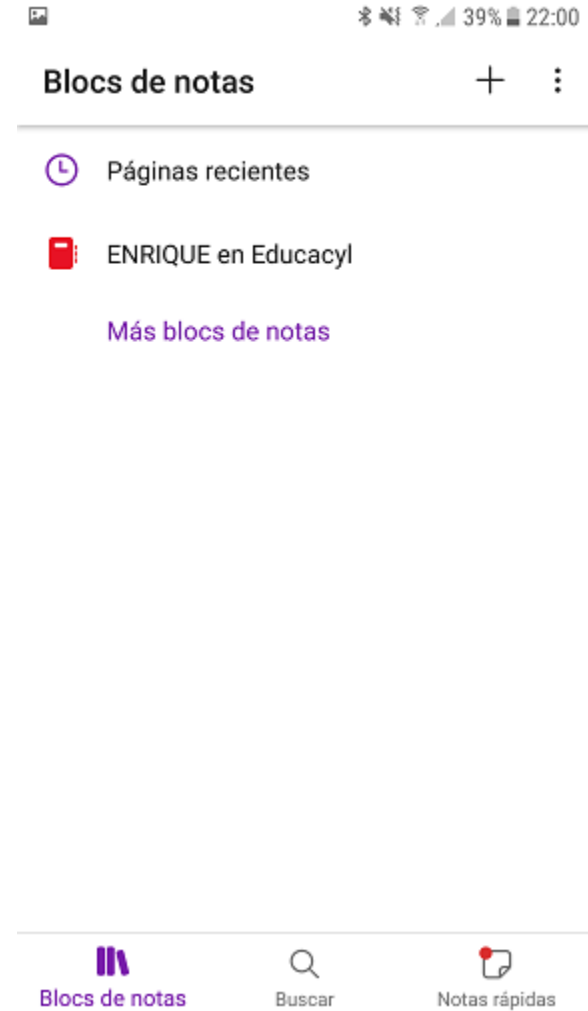 39% 22:00
Blocs de notas
Páginas recientes
ENRIQUE en Educacyl
Más blocs de notas
Blocs de notas
Buscar
Notas rápidas